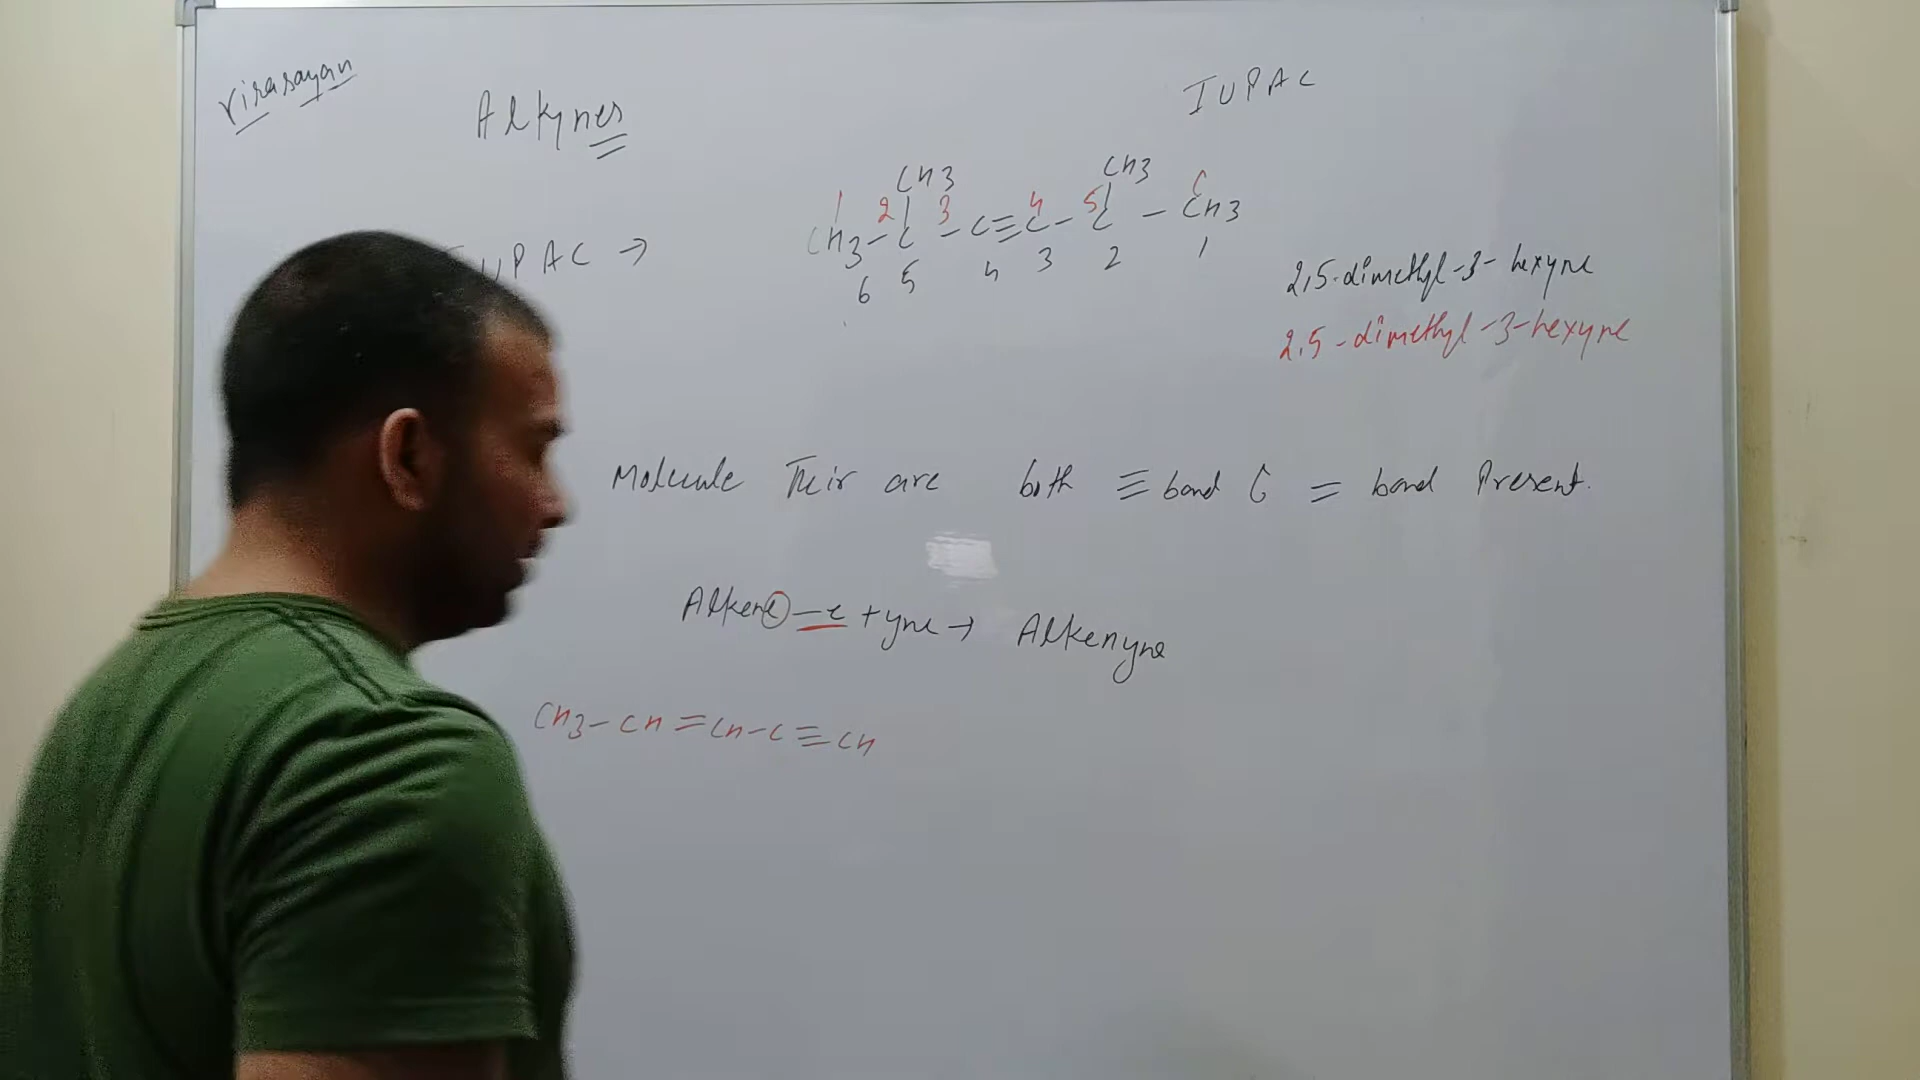 Virasayan
Alkynes
IUPAC
CH3 CH3
1 2 3 4 5 6
UPAC → CH3-C-C≡C-C-CH3
6 5 4 3 2 1
2,5-dimethyl-3-hexyne
2,5-dimethyl-3-hexyne
Molecule Their are both ≡ bond & = bond Present.
Alkene-e+yne→ Alkenyne
CH3-CH=CH-C≡CH